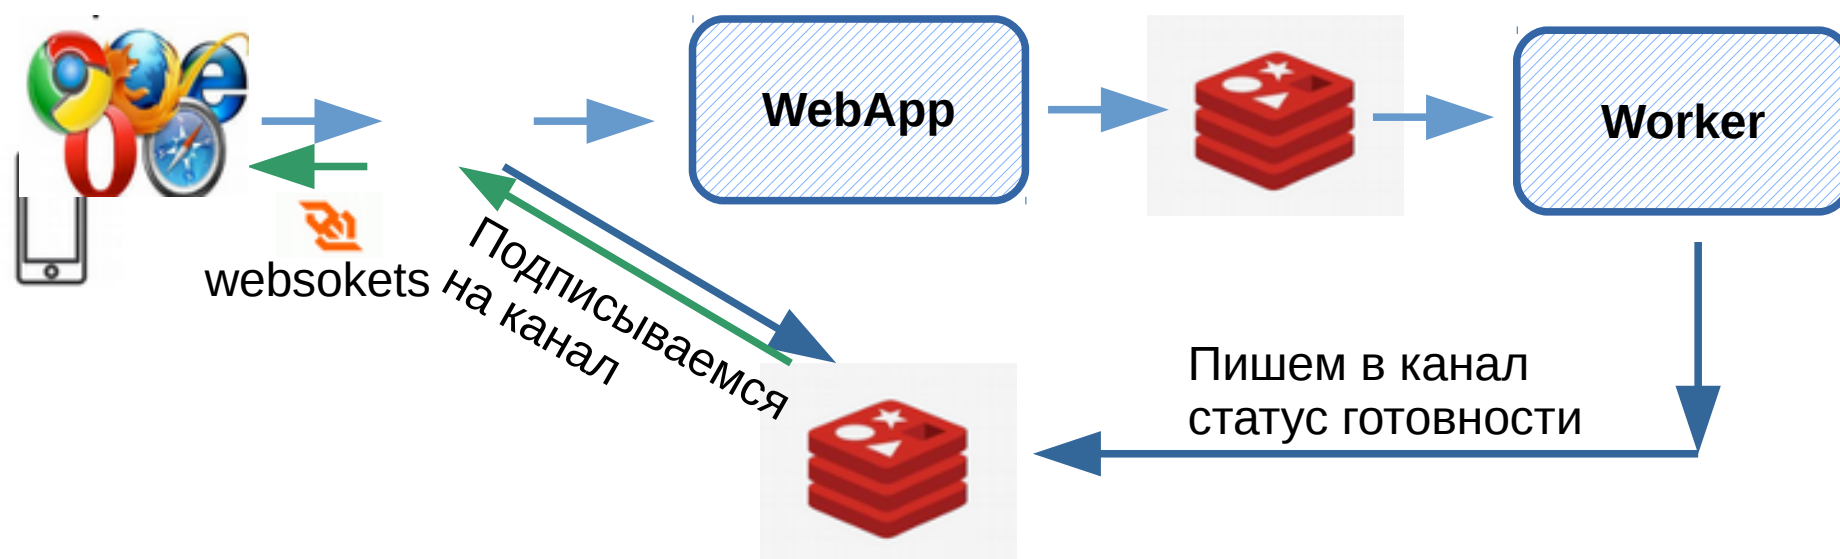 WebApp
Worker
websokets
Подписываемся
на канал
Пишем в канал
статус готовности